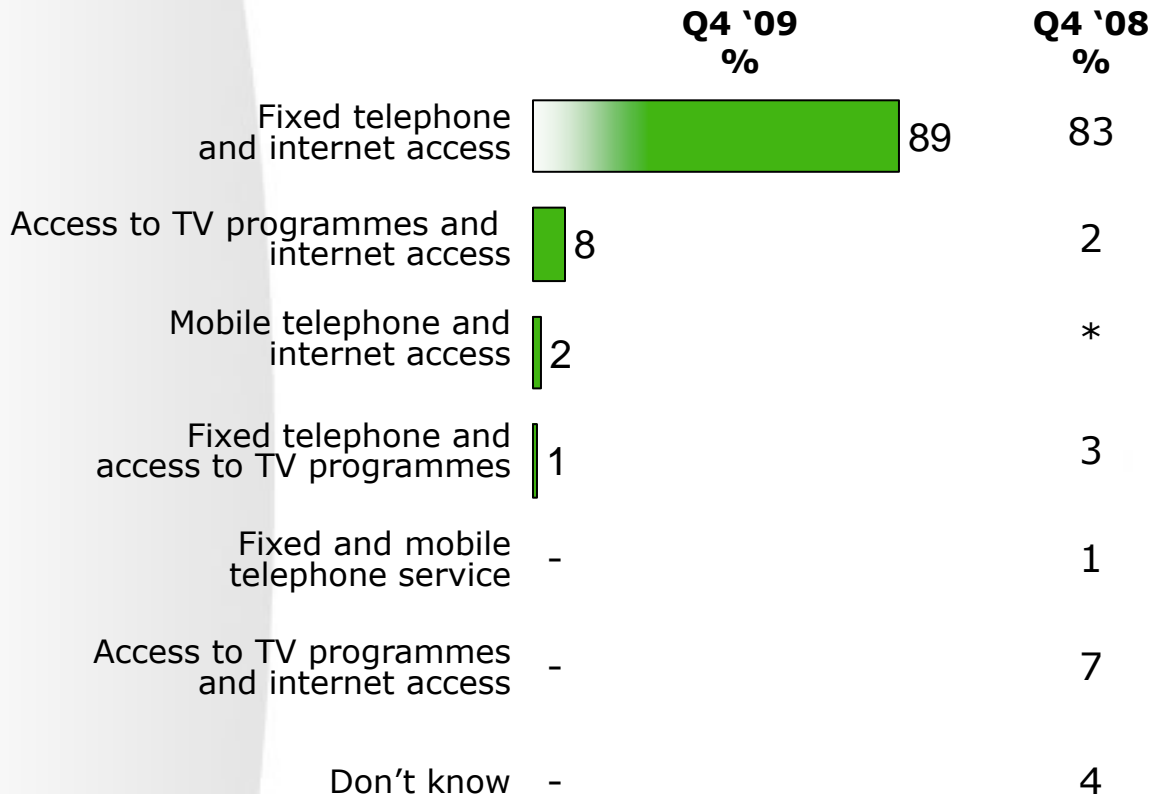 Q4 ‘09
%
Q4 ‘08
%
Fixed telephone
and internet access
89
83
Access to TV programmes and
internet access
8
2
Mobile telephone and
internet access
2
*
Fixed telephone and
access to TV programmes
1
3
Fixed and mobile
telephone service
-
1
Access to TV programmes
and internet access
-
7
Don’t know
-
4